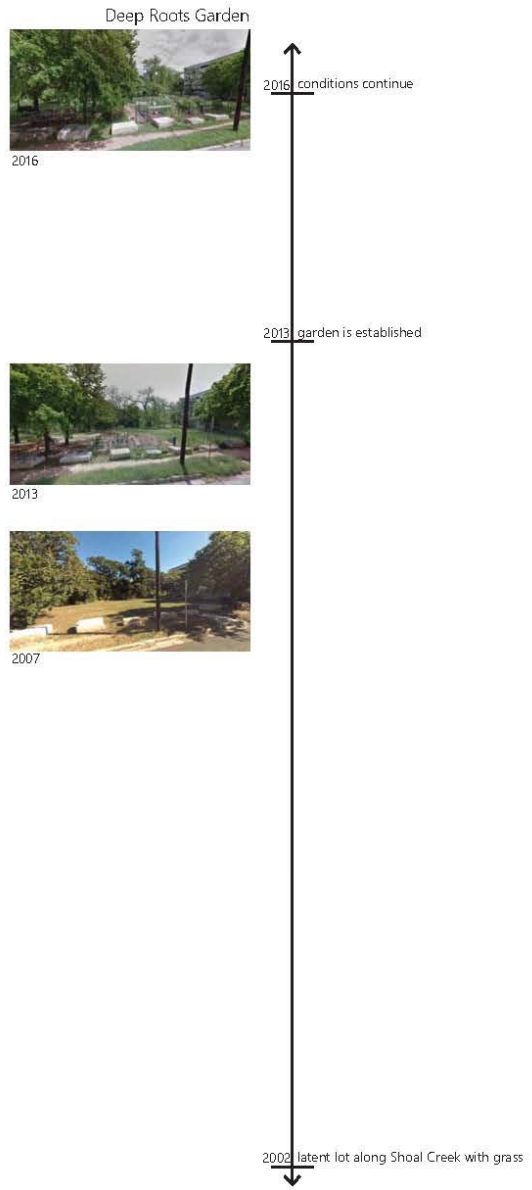 Deep Roots Garden
2016 conditions continue
2016
2013 garden is established
2013
2007
2002 latent lot along Shoal Creek with grass